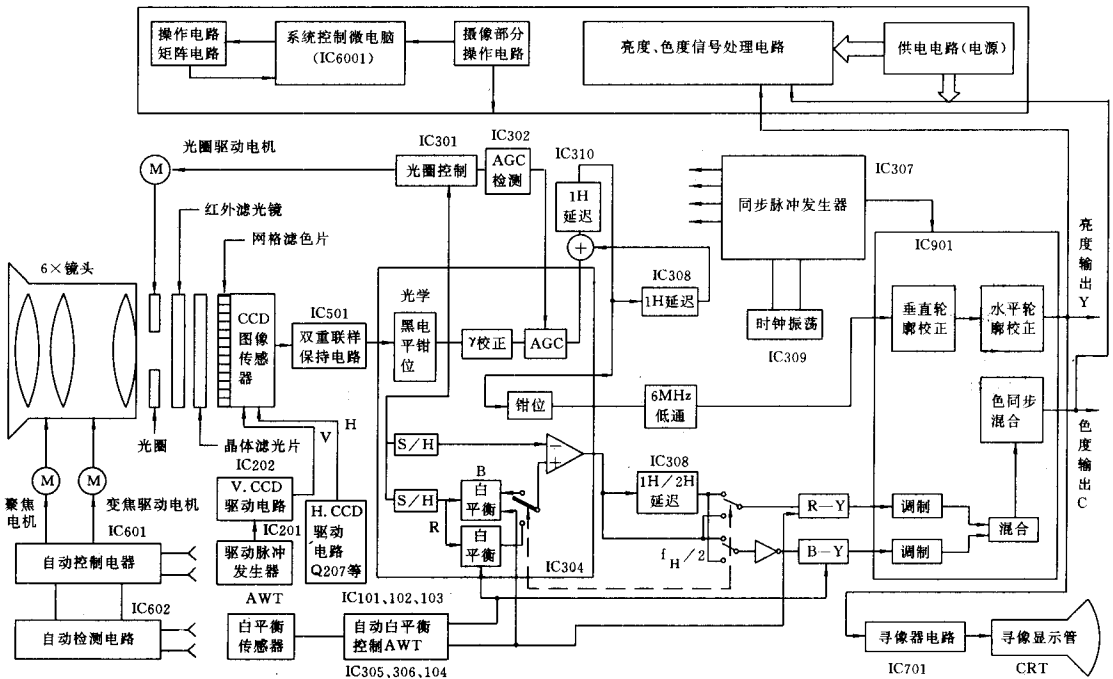 操作电路
矩阵电路
系统控制微电脑
(IC6001)
摄像部分
操作电路
亮度、色度信号处理电路
供电电路(电源)
光圈驱动电机
M
IC301
光圈控制
IC302
AGC
检测
IC310
1H
延迟
IC307
同步脉冲发生器
红外滤光镜
网格滤色片
6×镜头
CCD
图像
传感
器
IC501
双重联样
保持电路
光学
黑电
平钳
位
γ校正
AGC
+
IC308
1H延迟
时钟振荡
IC309
IC901
垂直轮
廓校正
水平轮
廓校正
亮度输出Y
钳位
6MHz
低通
色同步
混合
色度输出C
光圈
晶体滤光片
V
H
S/H
S/H
B
白
平衡
R
白
平衡
−
+
IC304
IC308
1H/2H
延迟
fH/2
R—Y
B—Y
调制
调制
混合
M
M
聚焦
电机
变焦驱动电机
IC202
V.CCD
驱动电路
IC201
驱动脉冲
发生器
H.CCD
驱动
电路
Q207等
IC601
自动控制电器
IC602
自动检测电路
AWT
白平衡
传感器
IC101,102,103
自动白平衡
控制AWT
IC305,306,104
寻像器电路
IC701
寻像显示管
CRT